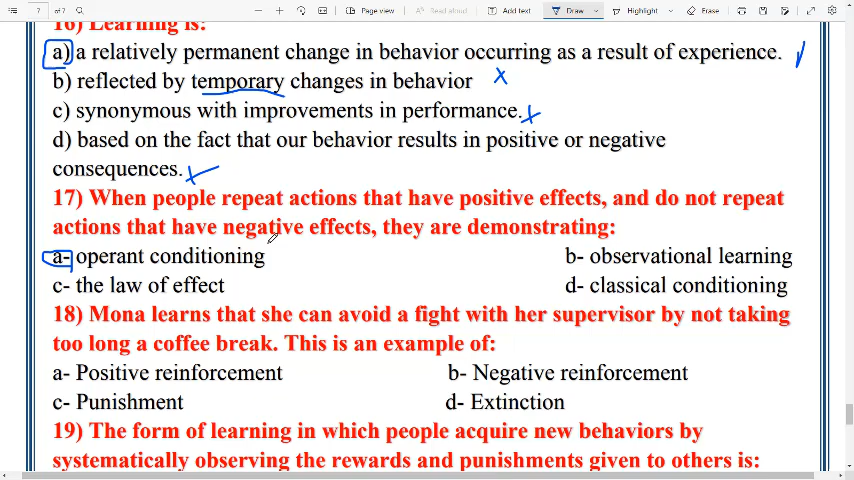 7 of 7
Page view
Read aloud
Add text
Draw
Highlight
Erase
16) Learning is:
a) a relatively permanent change in behavior occurring as a result of experience.
b) reflected by temporary changes in behavior
c) synonymous with improvements in performance.
d) based on the fact that our behavior results in positive or negative
consequences.
17) When people repeat actions that have positive effects, and do not repeat
actions that have negative effects, they are demonstrating:
a- operant conditioning b- observational learning
c- the law of effect d- classical conditioning
18) Mona learns that she can avoid a fight with her supervisor by not taking
too long a coffee break. This is an example of:
a- Positive reinforcement b- Negative reinforcement
c- Punishment d- Extinction
19) The form of learning in which people acquire new behaviors by
systematically observing the rewards and punishments given to others is: